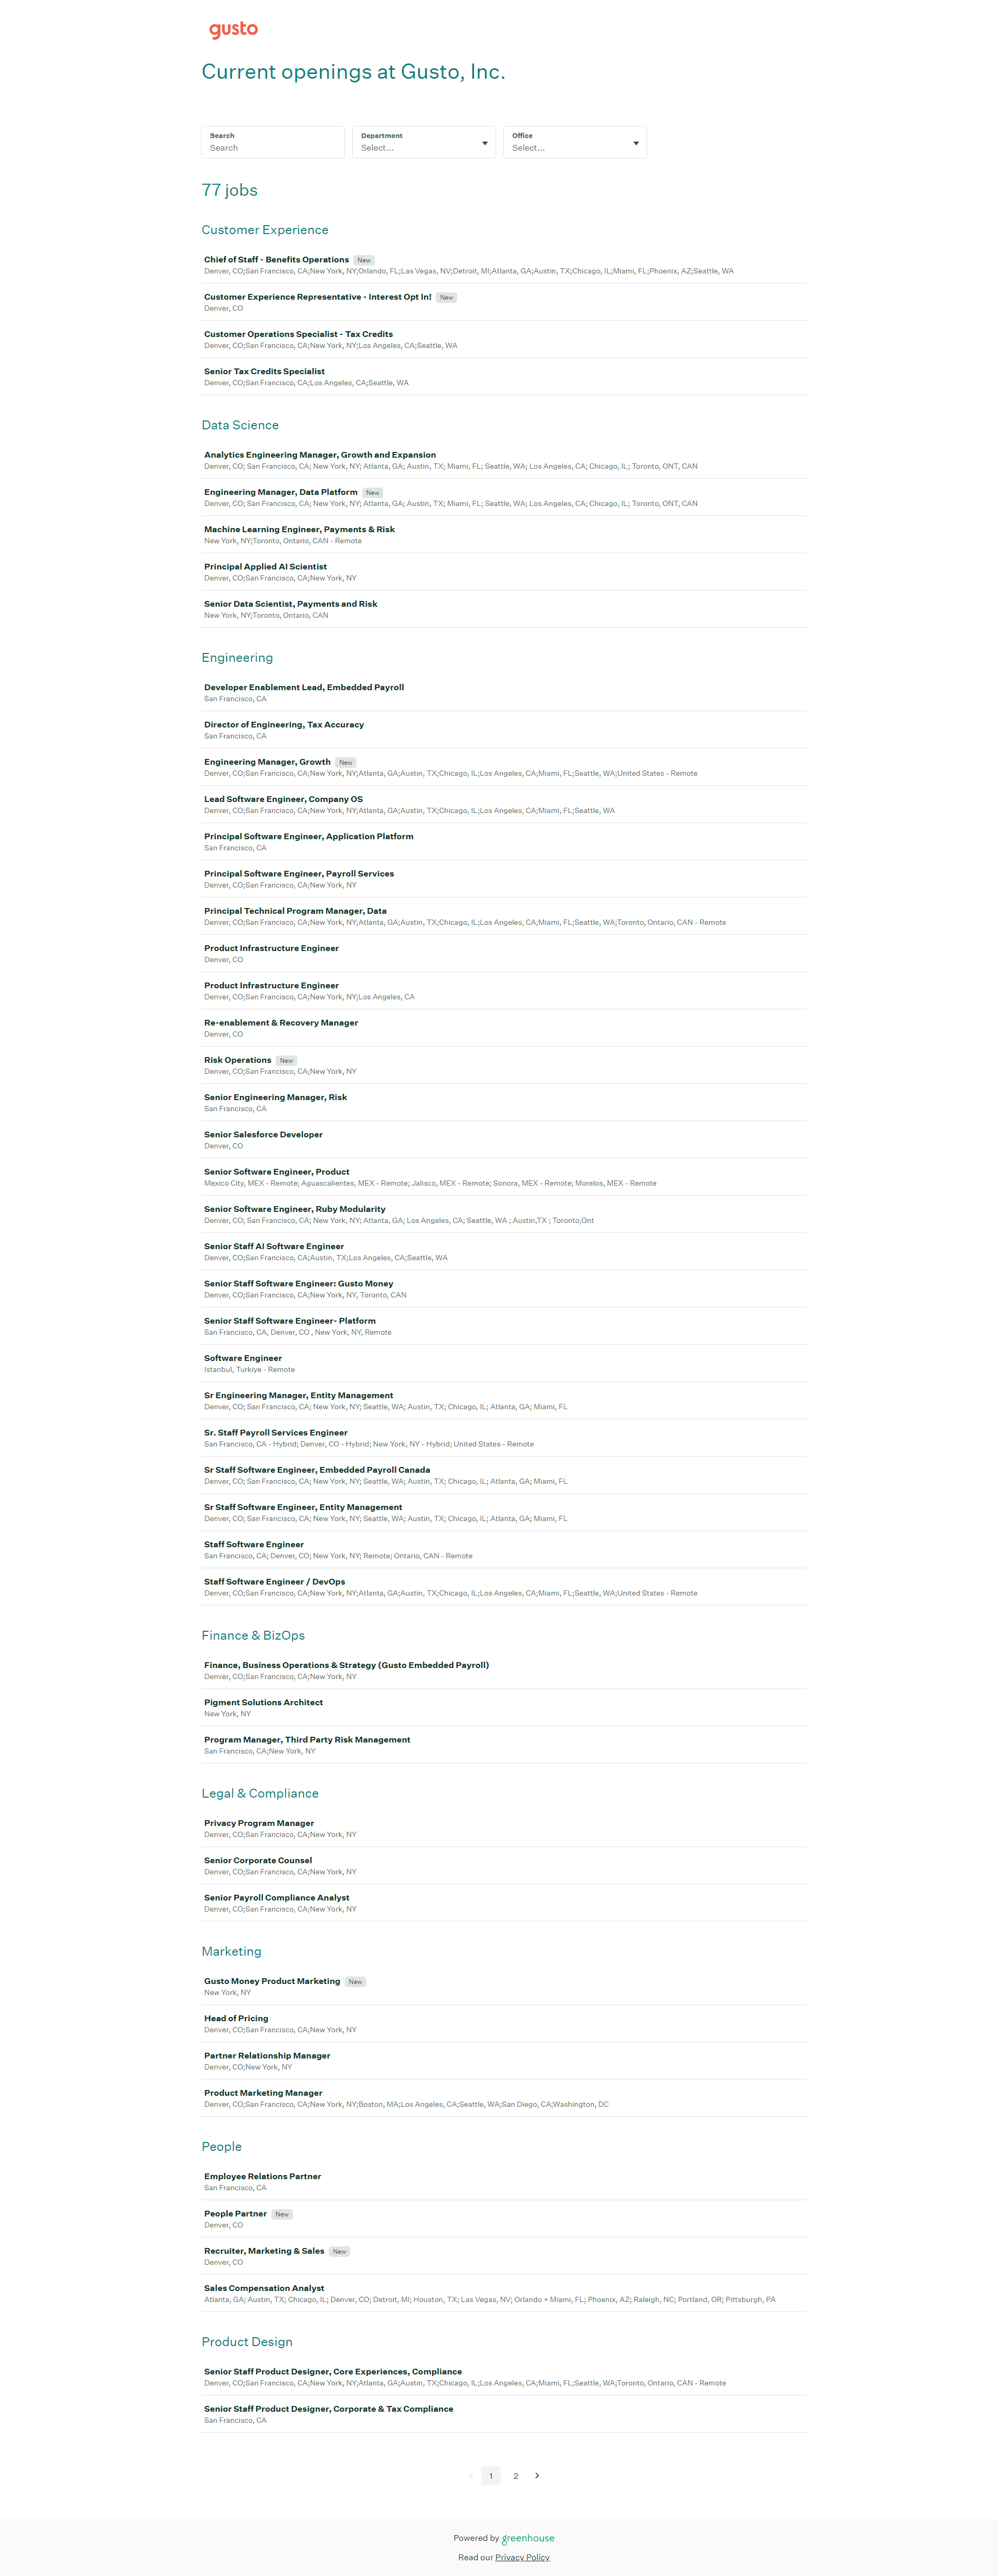 gusto
Current openings at Gusto, Inc.
Search
Search
Department
Select...
Office
Select...
77 jobs
Customer Experience
Chief of Staff - Benefits Operations New
Denver, CO;San Francisco, CA;New York, NY;Orlando, FL;Las Vegas, NV;Detroit, MI;Atlanta, GA;Austin, TX;Chicago, IL;Miami, FL;Phoenix, AZ;Seattle, WA
Customer Experience Representative - Interest Opt In! New
Denver, CO
Customer Operations Specialist - Tax Credits
Denver, CO;San Francisco, CA;New York, NY;Los Angeles, CA;Seattle, WA
Senior Tax Credits Specialist
Denver, CO;San Francisco, CA;Los Angeles, CA;Seattle, WA
Data Science
Analytics Engineering Manager, Growth and Expansion
Denver, CO; San Francisco, CA; New York, NY; Atlanta, GA; Austin, TX; Miami, FL; Seattle, WA; Los Angeles, CA; Chicago, IL; Toronto, ONT, CAN
Engineering Manager, Data Platform New
Denver, CO; San Francisco, CA; New York, NY; Atlanta, GA; Austin, TX; Miami, FL; Seattle, WA; Los Angeles, CA; Chicago, IL; Toronto, ONT, CAN
Machine Learning Engineer, Payments & Risk
New York, NY;Toronto, Ontario, CAN - Remote
Principal Applied AI Scientist
Denver, CO;San Francisco, CA;New York, NY
Senior Data Scientist, Payments and Risk
New York, NY;Toronto, Ontario, CAN
Engineering
Developer Enablement Lead, Embedded Payroll
San Francisco, CA
Director of Engineering, Tax Accuracy
San Francisco, CA
Engineering Manager, Growth New
Denver, CO;San Francisco, CA;New York, NY;Atlanta, GA;Austin, TX;Chicago, IL;Los Angeles, CA;Miami, FL;Seattle, WA;United States - Remote
Lead Software Engineer, Company OS
Denver, CO;San Francisco, CA;New York, NY;Atlanta, GA;Austin, TX;Chicago, IL;Los Angeles, CA;Miami, FL;Seattle, WA
Principal Software Engineer, Application Platform
San Francisco, CA
Principal Software Engineer, Payroll Services
Denver, CO;San Francisco, CA;New York, NY
Principal Technical Program Manager, Data
Denver, CO;San Francisco, CA;New York, NY;Atlanta, GA;Austin, TX;Chicago, IL;Los Angeles, CA;Miami, FL;Seattle, WA;Toronto, Ontario, CAN - Remote
Product Infrastructure Engineer
Denver, CO
Product Infrastructure Engineer
Denver, CO;San Francisco, CA;New York, NY;Los Angeles, CA
Re-enablement & Recovery Manager
Denver, CO
Risk Operations New
Denver, CO;San Francisco, CA;New York, NY
Senior Engineering Manager, Risk
San Francisco, CA
Senior Salesforce Developer
Denver, CO
Senior Software Engineer, Product
Mexico City, MEX - Remote; Aguascalientes, MEX - Remote; Jalisco, MEX - Remote; Sonora, MEX - Remote; Morelos, MEX - Remote
Senior Software Engineer, Ruby Modularity
Denver, CO; San Francisco, CA; New York, NY; Atlanta, GA; Los Angeles, CA; Seattle, WA ; Austin,TX ; Toronto,Ont
Senior Staff AI Software Engineer
Denver, CO;San Francisco, CA;Austin, TX;Los Angeles, CA;Seattle, WA
Senior Staff Software Engineer: Gusto Money
Denver, CO;San Francisco, CA;New York, NY, Toronto, CAN
Senior Staff Software Engineer- Platform
San Francisco, CA, Denver, CO , New York, NY, Remote
Software Engineer
Istanbul, Turkiye - Remote
Sr Engineering Manager, Entity Management
Denver, CO; San Francisco, CA; New York, NY; Seattle, WA; Austin, TX; Chicago, IL; Atlanta, GA; Miami, FL
Sr. Staff Payroll Services Engineer
San Francisco, CA - Hybrid; Denver, CO - Hybrid; New York, NY - Hybrid; United States - Remote
Sr Staff Software Engineer, Embedded Payroll Canada
Denver, CO; San Francisco, CA; New York, NY; Seattle, WA; Austin, TX; Chicago, IL; Atlanta, GA; Miami, FL
Sr Staff Software Engineer, Entity Management
Denver, CO; San Francisco, CA; New York, NY; Seattle, WA; Austin, TX; Chicago, IL; Atlanta, GA; Miami, FL
Staff Software Engineer
San Francisco, CA; Denver, CO; New York, NY; Remote; Ontario, CAN - Remote
Staff Software Engineer / DevOps
Denver, CO;San Francisco, CA;New York, NY;Atlanta, GA;Austin, TX;Chicago, IL;Los Angeles, CA;Miami, FL;Seattle, WA;United States - Remote
Finance & BizOps
Finance, Business Operations & Strategy (Gusto Embedded Payroll)
Denver, CO;San Francisco, CA;New York, NY
Pigment Solutions Architect
New York, NY
Program Manager, Third Party Risk Management
San Francisco, CA;New York, NY
Legal & Compliance
Privacy Program Manager
Denver, CO;San Francisco, CA;New York, NY
Senior Corporate Counsel
Denver, CO;San Francisco, CA;New York, NY
Senior Payroll Compliance Analyst
Denver, CO;San Francisco, CA;New York, NY
Marketing
Gusto Money Product Marketing New
New York, NY
Head of Pricing
Denver, CO;San Francisco, CA;New York, NY
Partner Relationship Manager
Denver, CO;New York, NY
Product Marketing Manager
Denver, CO;San Francisco, CA;New York, NY;Boston, MA;Los Angeles, CA;Seattle, WA;San Diego, CA;Washington, DC
People
Employee Relations Partner
San Francisco, CA
People Partner New
Denver, CO
Recruiter, Marketing & Sales New
Denver, CO
Sales Compensation Analyst
Atlanta, GA; Austin, TX; Chicago, IL; Denver, CO; Detroit, MI; Houston, TX; Las Vegas, NV; Orlando + Miami, FL; Phoenix, AZ; Raleigh, NC; Portland, OR; Pittsburgh, PA
Product Design
Senior Staff Product Designer, Core Experiences, Compliance
Denver, CO;San Francisco, CA;New York, NY;Atlanta, GA;Austin, TX;Chicago, IL;Los Angeles, CA;Miami, FL;Seattle, WA;Toronto, Ontario, CAN - Remote
Senior Staff Product Designer, Corporate & Tax Compliance
San Francisco, CA
1 2
Powered by greenhouse
Read our Privacy Policy